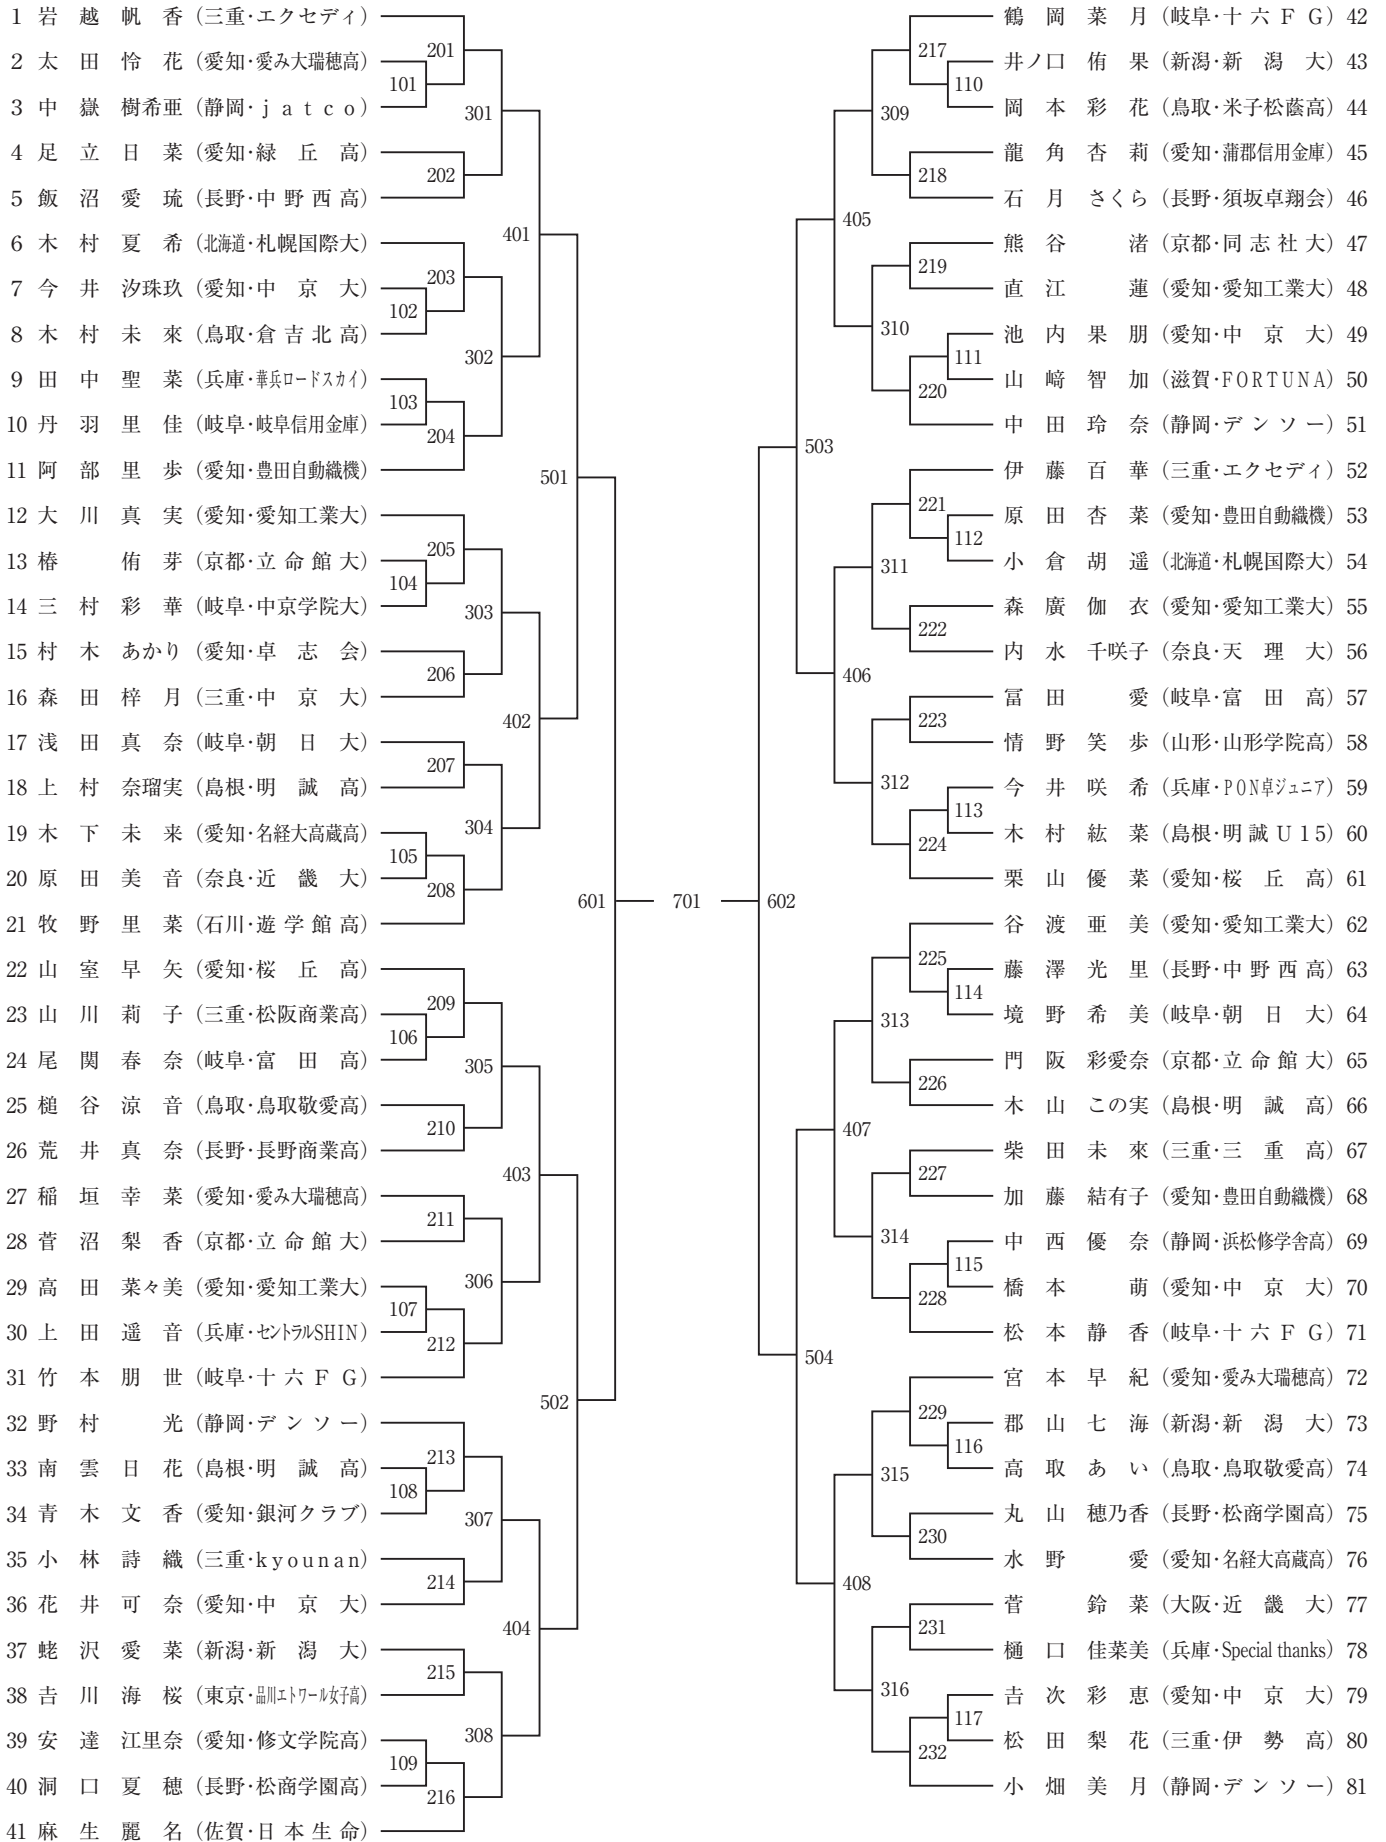 1 岩越帆香 (三重・エクセディ)
2 太田怜花 (愛知・愛み大瑞穂高)
3 中嶽樹希亜 (静岡・jatco)
4 足立日菜 (愛知・緑丘高)
5 飯沼愛琉 (長野・中野西高)
6 木村夏希 (北海道・札幌国際大)
7 今井汐珠玖 (愛知・中京大)
8 木村未來 (鳥取・倉吉北高)
9 田中聖菜 (兵庫・華兵ロードスカイ)
10 丹羽里佳 (岐阜・岐阜信用金庫)
11 阿部里歩 (愛知・豊田自動織機)
12 大川真実 (愛知・愛知工業大)
13 椿侑芽 (京都・立命館大)
14 三村彩華 (岐阜・中京学院大)
15 村木あかり (愛知・卓志会)
16 森田梓月 (三重・中京大)
17 浅田真奈 (岐阜・朝日大)
18 上村奈瑠実 (島根・明誠高)
19 木下未来 (愛知・名経大高蔵高)
20 原田美音 (奈良・近畿大)
21 牧野里菜 (石川・遊学館高)
22 山室早矢 (愛知・桜丘高)
23 山川莉子 (三重・松阪商業高)
24 尾関春奈 (岐阜・富田高)
25 槌谷涼音 (鳥取・鳥取敬愛高)
26 荒井真奈 (長野・長野商業高)
27 稲垣幸菜 (愛知・愛み大瑞穂高)
28 菅沼梨香 (京都・立命館大)
29 高田菜々美 (愛知・愛知工業大)
30 上田遥音 (兵庫・セントラルSHIN)
31 竹本朋世 (岐阜・十六FG)
32 野村光 (静岡・デンソー)
33 南雲日花 (島根・明誠高)
34 青木文香 (愛知・銀河クラブ)
35 小林詩織 (三重・kyounan)
36 花井可奈 (愛知・中京大)
37 蛯沢愛菜 (新潟・新潟大)
38 𠮷川海桜 (東京・品川エトワール女子高)
39 安達江里奈 (愛知・修文学院高)
40 洞口夏穂 (長野・松商学園高)
41 麻生麗名 (佐賀・日本生命)
101
102
103
104
105
106
107
108
109
201
202
203
204
205
206
207
208
209
210
211
212
213
214
215
216
301
302
303
304
305
306
307
308
401
402
403
404
501
502
601
701
602
503
504
405
406
407
408
309
310
311
312
313
314
315
316
217
218
219
220
221
222
223
224
225
226
227
228
229
230
231
232
110
111
112
113
114
115
116
117
鶴岡菜月 (岐阜・十六FG) 42
井ノ口侑果 (新潟・新潟大) 43
岡本彩花 (鳥取・米子松蔭高) 44
龍角杏莉 (愛知・蒲郡信用金庫) 45
石月さくら (長野・須坂卓翔会) 46
熊谷渚 (京都・同志社大) 47
直江蓮 (愛知・愛知工業大) 48
池内果朋 (愛知・中京大) 49
山﨑智加 (滋賀・FORTUNA) 50
中田玲奈 (静岡・デンソー) 51
伊藤百華 (三重・エクセディ) 52
原田杏菜 (愛知・豊田自動織機) 53
小倉胡遥 (北海道・札幌国際大) 54
森廣伽衣 (愛知・愛知工業大) 55
内水千咲子 (奈良・天理大) 56
冨田愛 (岐阜・富田高) 57
情野笑歩 (山形・山形学院高) 58
今井咲希 (兵庫・PON卓ジュニア) 59
木村紘菜 (島根・明誠U15) 60
栗山優菜 (愛知・桜丘高) 61
谷渡亜美 (愛知・愛知工業大) 62
藤澤光里 (長野・中野西高) 63
境野希美 (岐阜・朝日大) 64
門阪彩愛奈 (京都・立命館大) 65
木山この実 (島根・明誠高) 66
柴田未來 (三重・三重高) 67
加藤結有子 (愛知・豊田自動織機) 68
中西優奈 (静岡・浜松修学舎高) 69
橋本萌 (愛知・中京大) 70
松本静香 (岐阜・十六FG) 71
宮本早紀 (愛知・愛み大瑞穂高) 72
郡山七海 (新潟・新潟大) 73
高取あい (鳥取・鳥取敬愛高) 74
丸山穂乃香 (長野・松商学園高) 75
水野愛 (愛知・名経大高蔵高) 76
菅鈴菜 (大阪・近畿大) 77
樋口佳菜美 (兵庫・Special thanks) 78
𠮷次彩恵 (愛知・中京大) 79
松田梨花 (三重・伊勢高) 80
小畑美月 (静岡・デンソー) 81